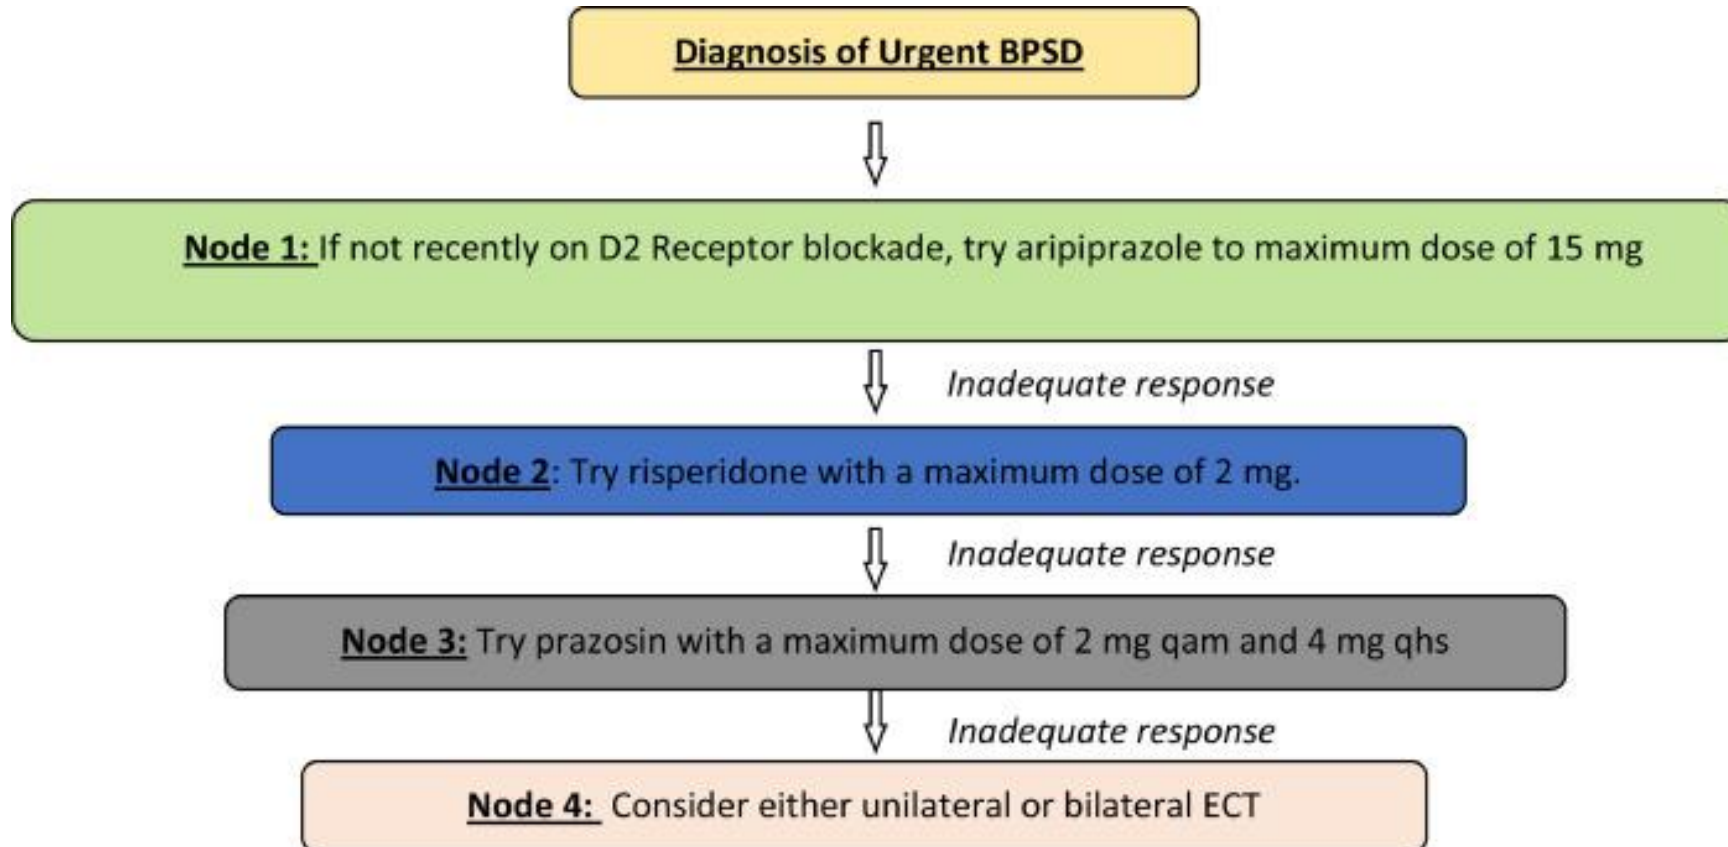 Diagnosis of Urgent BPSD
Node 1: If not recently on D2 Receptor blockade, try aripiprazole to maximum dose of 15 mg
Inadequate response
Node 2: Try risperidone with a maximum dose of 2 mg.
Inadequate response
Node 3: Try prazosin with a maximum dose of 2 mg qam and 4 mg qhs
Inadequate response
Node 4: Consider either unilateral or bilateral ECT